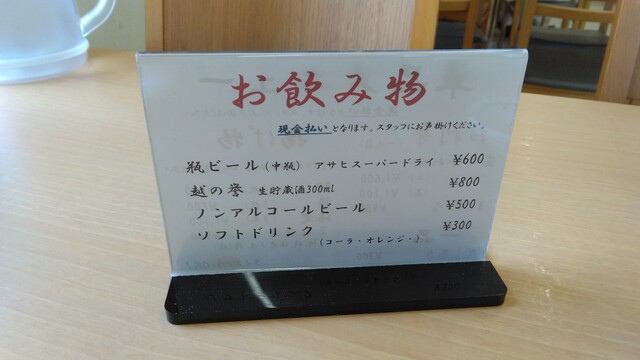 お飲み物
現金払いとなります。スタッフにお声掛けください。
瓶ビール(中瓶) アサヒスーパードライ ¥600
越の誉 生貯蔵酒300ml ¥800
ノンアルコールビール ¥500
ソフトドリンク ¥300
(コーラ・オレンジ・)